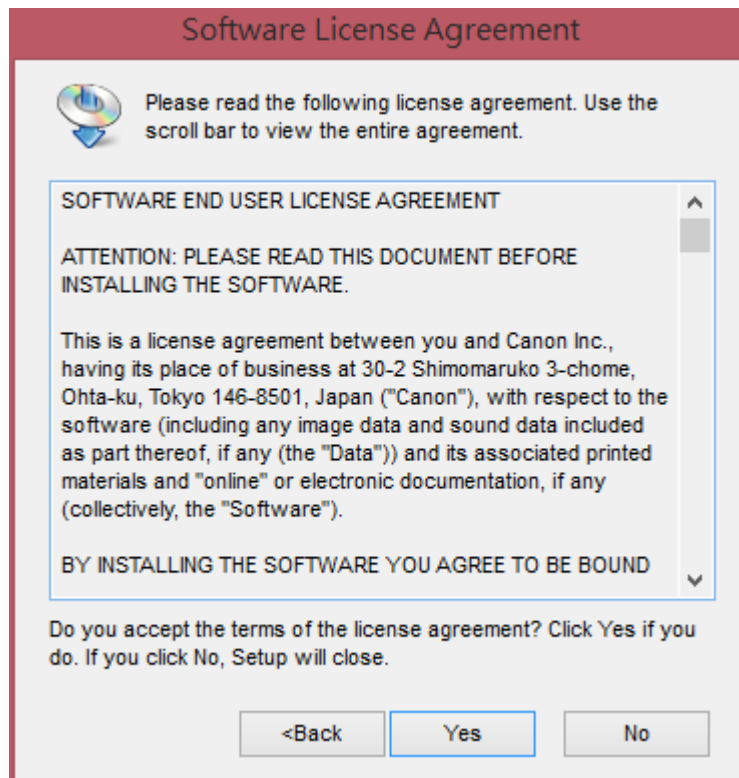 Software License Agreement
Please read the following license agreement. Use the
scroll bar to view the entire agreement.
SOFTWARE END USER LICENSE AGREEMENT
ATTENTION: PLEASE READ THIS DOCUMENT BEFORE
INSTALLING THE SOFTWARE.
This is a license agreement between you and Canon Inc.,
having its place of business at 30-2 Shimomaruko 3-chome,
Ohta-ku, Tokyo 146-8501, Japan ("Canon"), with respect to the
software (including any image data and sound data included
as part thereof, if any (the "Data")) and its associated printed
materials and "online" or electronic documentation, if any
(collectively, the "Software").
BY INSTALLING THE SOFTWARE YOU AGREE TO BE BOUND
Do you accept the terms of the license agreement? Click Yes if you
do. If you click No, Setup will close.
<Back Yes No